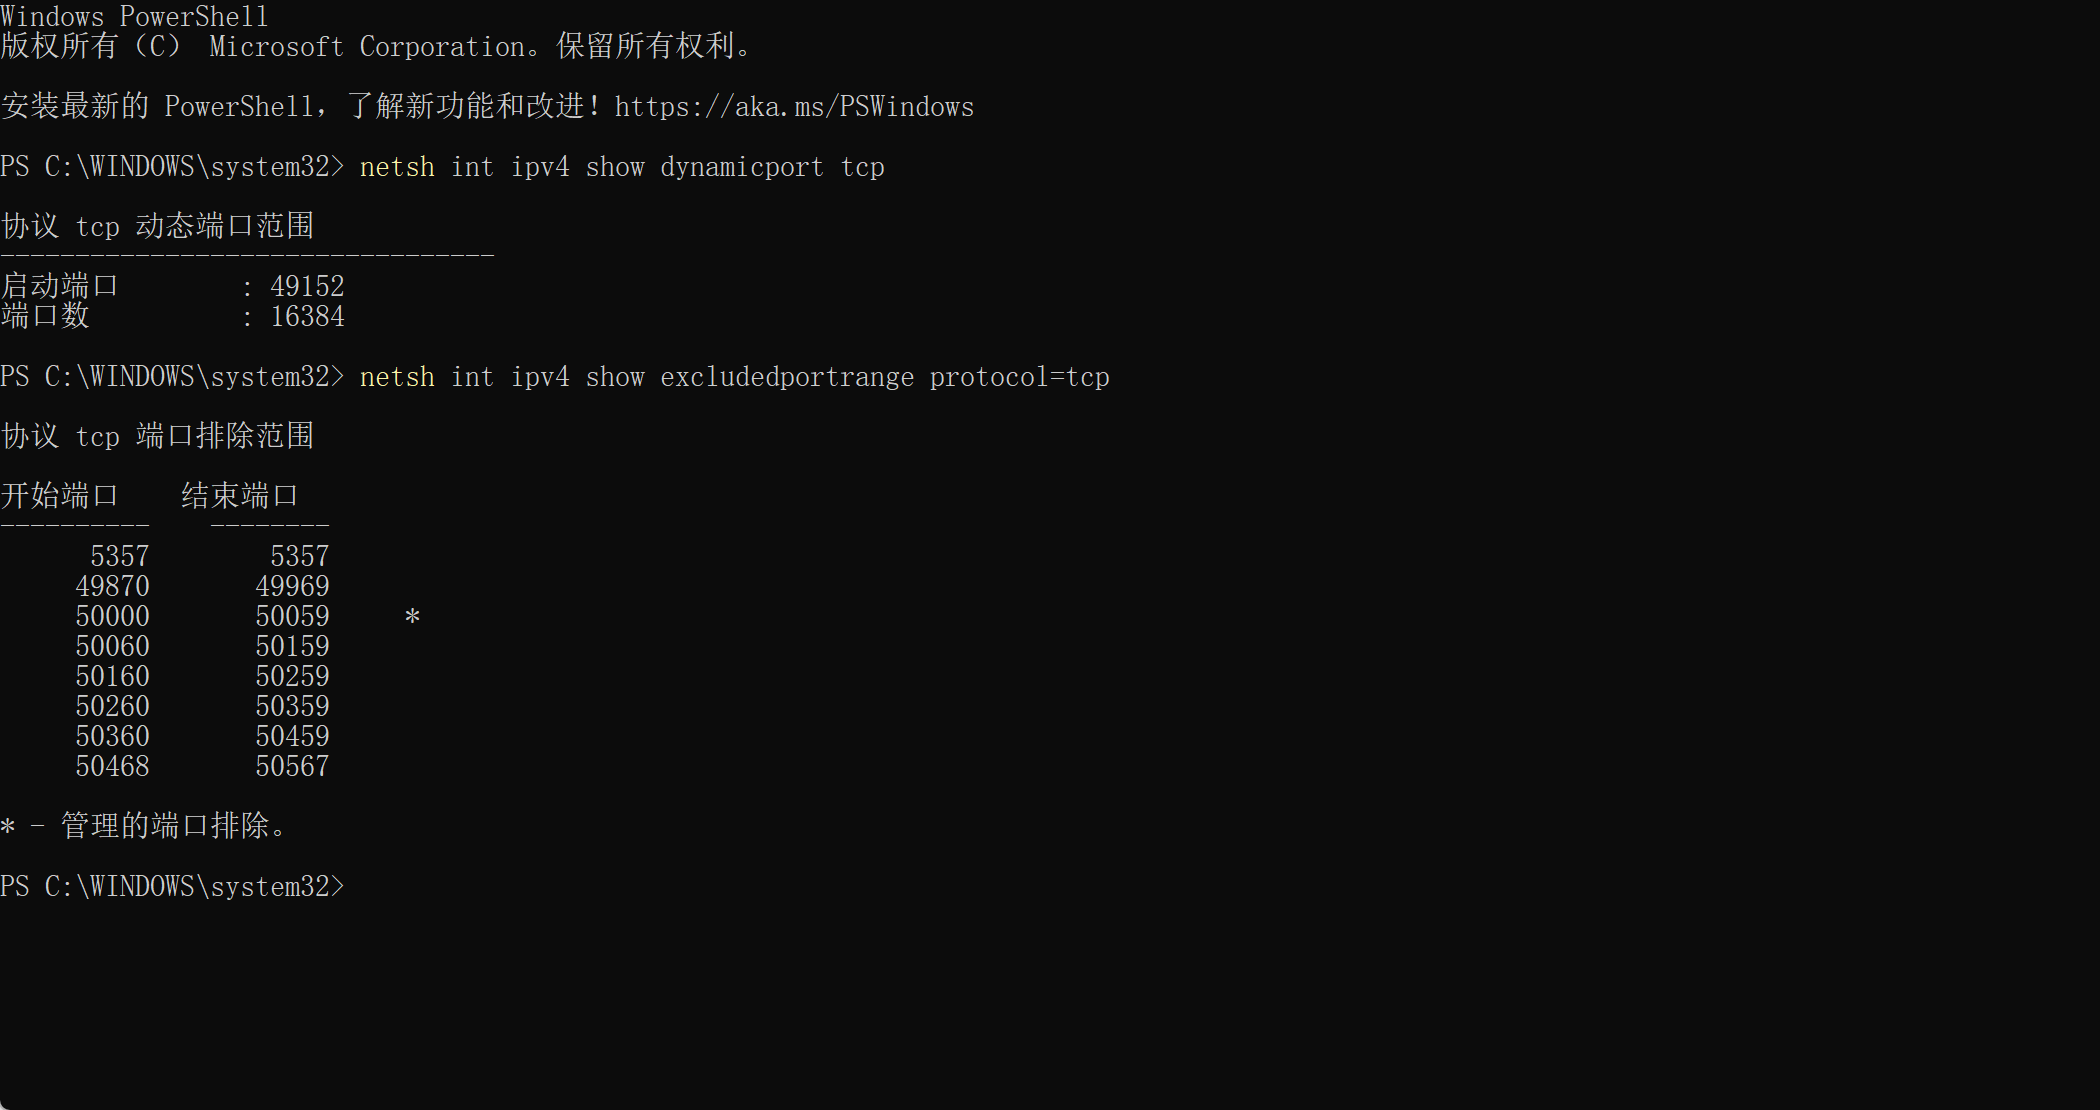 Windows PowerShell
版权所有（C） Microsoft Corporation。保留所有权利。
安装最新的 PowerShell，了解新功能和改进！https://aka.ms/PSWindows
PS C:\WINDOWS\system32> netsh int ipv4 show dynamicport tcp
协议 tcp 动态端口范围
---------------------------------
启动端口        : 49152
端口数          : 16384
PS C:\WINDOWS\system32> netsh int ipv4 show excludedportrange protocol=tcp
协议 tcp 端口排除范围
开始端口    结束端口
----------    --------
      5357        5357
     49870       49969
     50000       50059     *
     50060       50159
     50160       50259
     50260       50359
     50360       50459
     50468       50567
* - 管理的端口排除。
PS C:\WINDOWS\system32>